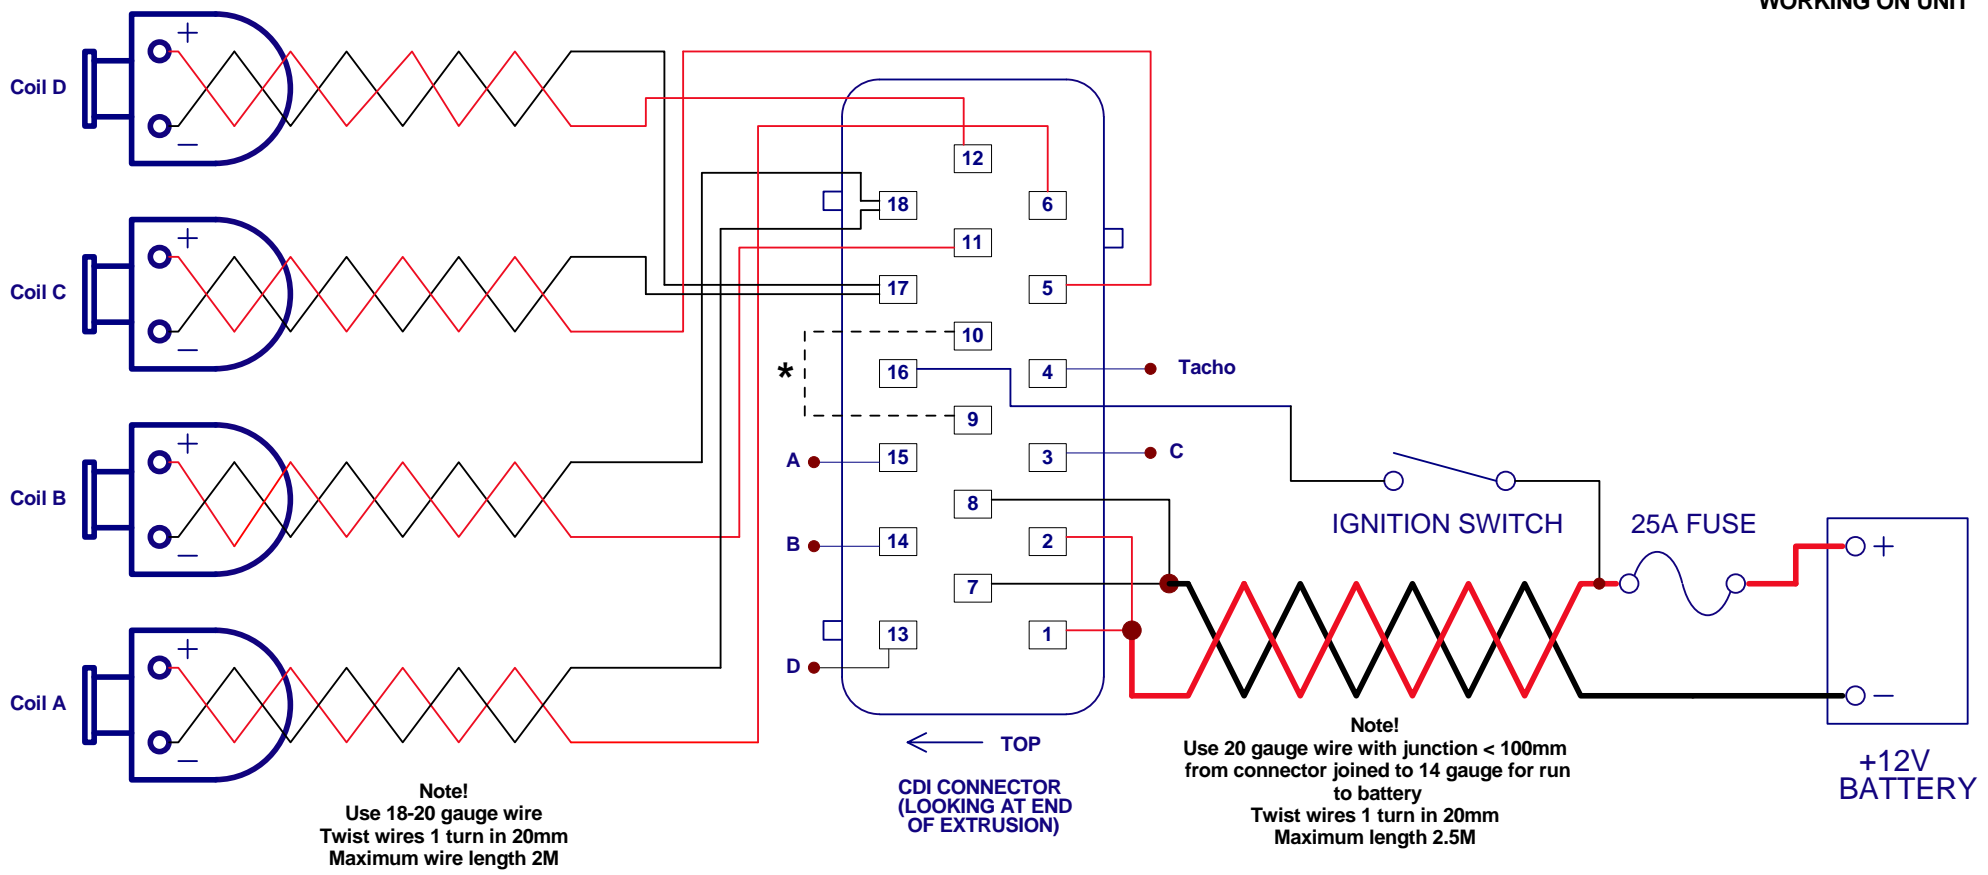 WORKING ON UNIT
+
Coil D
−
12
18
6
+
11
Coil C
17
5
−
10
*
16
4
Tacho
9
+
A
15
3
C
Coil B
8
IGNITION SWITCH
25A FUSE
−
B
14
2
+
7
+
13
1
D
Coil A
−
−
TOP
Note!
Use 20 gauge wire with junction < 100mm
from connector joined to 14 gauge for run
to battery
Twist wires 1 turn in 20mm
Maximum length 2.5M
+12V
BATTERY
CDI CONNECTOR
(LOOKING AT END
OF EXTRUSION)
Note!
Use 18-20 gauge wire
Twist wires 1 turn in 20mm
Maximum wire length 2M